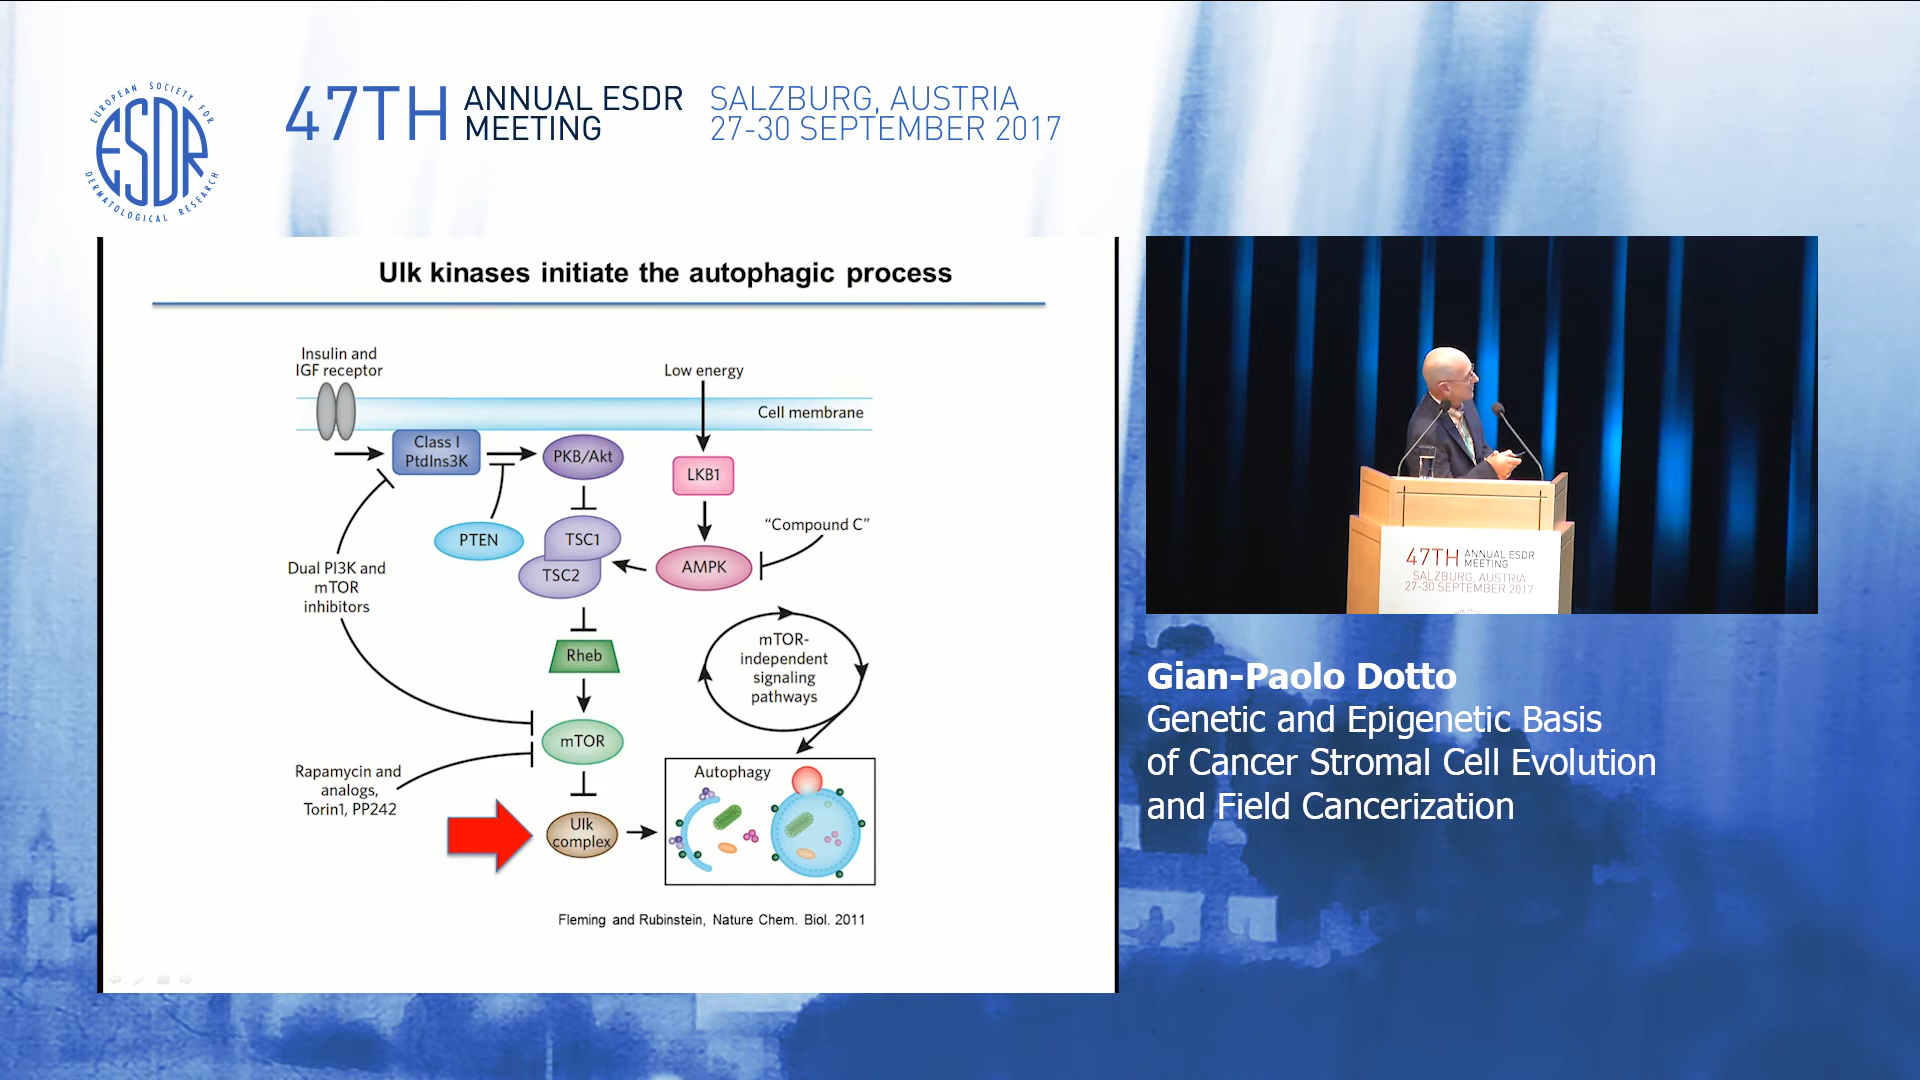 EUROPEAN SOCIETY FOR
ESDR
DERMATOLOGICAL RESEARCH
47TH
ANNUAL ESDR
MEETING
SALZBURG, AUSTRIA
27-30 SEPTEMBER 2017
Ulk kinases initiate the autophagic process
Insulin and
IGF receptor
Low energy
Cell membrane
Class I
PtdIns3K
PKB/Akt
LKB1
PTEN
TSC1
TSC2
AMPK
“Compound C”
Dual PI3K and
mTOR
inhibitors
Rheb
mTOR-
independent
signaling
pathways
mTOR
Rapamycin and
analogs,
Torin1, PP242
Ulk
complex
Autophagy
Fleming and Rubinstein, Nature Chem. Biol. 2011
47TH
ANNUAL ESDR
MEETING
SALZBURG, AUSTRIA
27-30 SEPTEMBER 2017
Gian-Paolo Dotto
Genetic and Epigenetic Basis
of Cancer Stromal Cell Evolution
and Field Cancerization